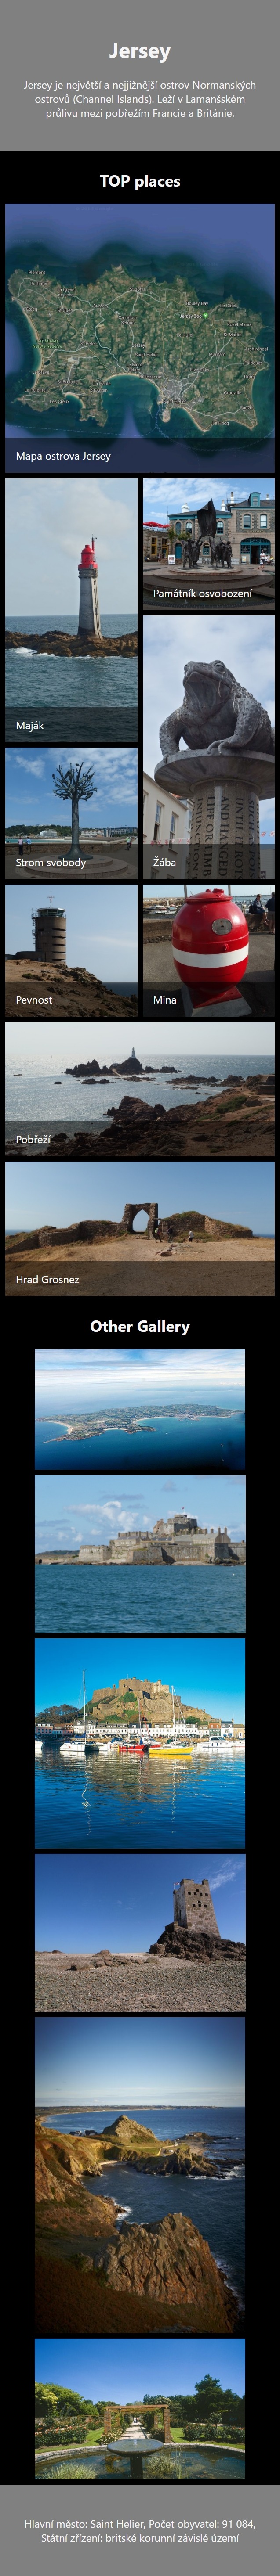 Jersey
Jersey je největší a nejjižnější ostrov Normanských
ostrovů (Channel Islands). Leží v Lamanšském
průlivu mezi pobřežím Francie a Británie.
TOP places
Mapa ostrova Jersey
Památník osvobození
Maják
Strom svobody
Žába
Pevnost
Mina
Pobřeží
Hrad Grosnez
Other Gallery
Hlavní město: Saint Helier, Počet obyvatel: 91 084,
Státní zřízení: britské korunní závislé území